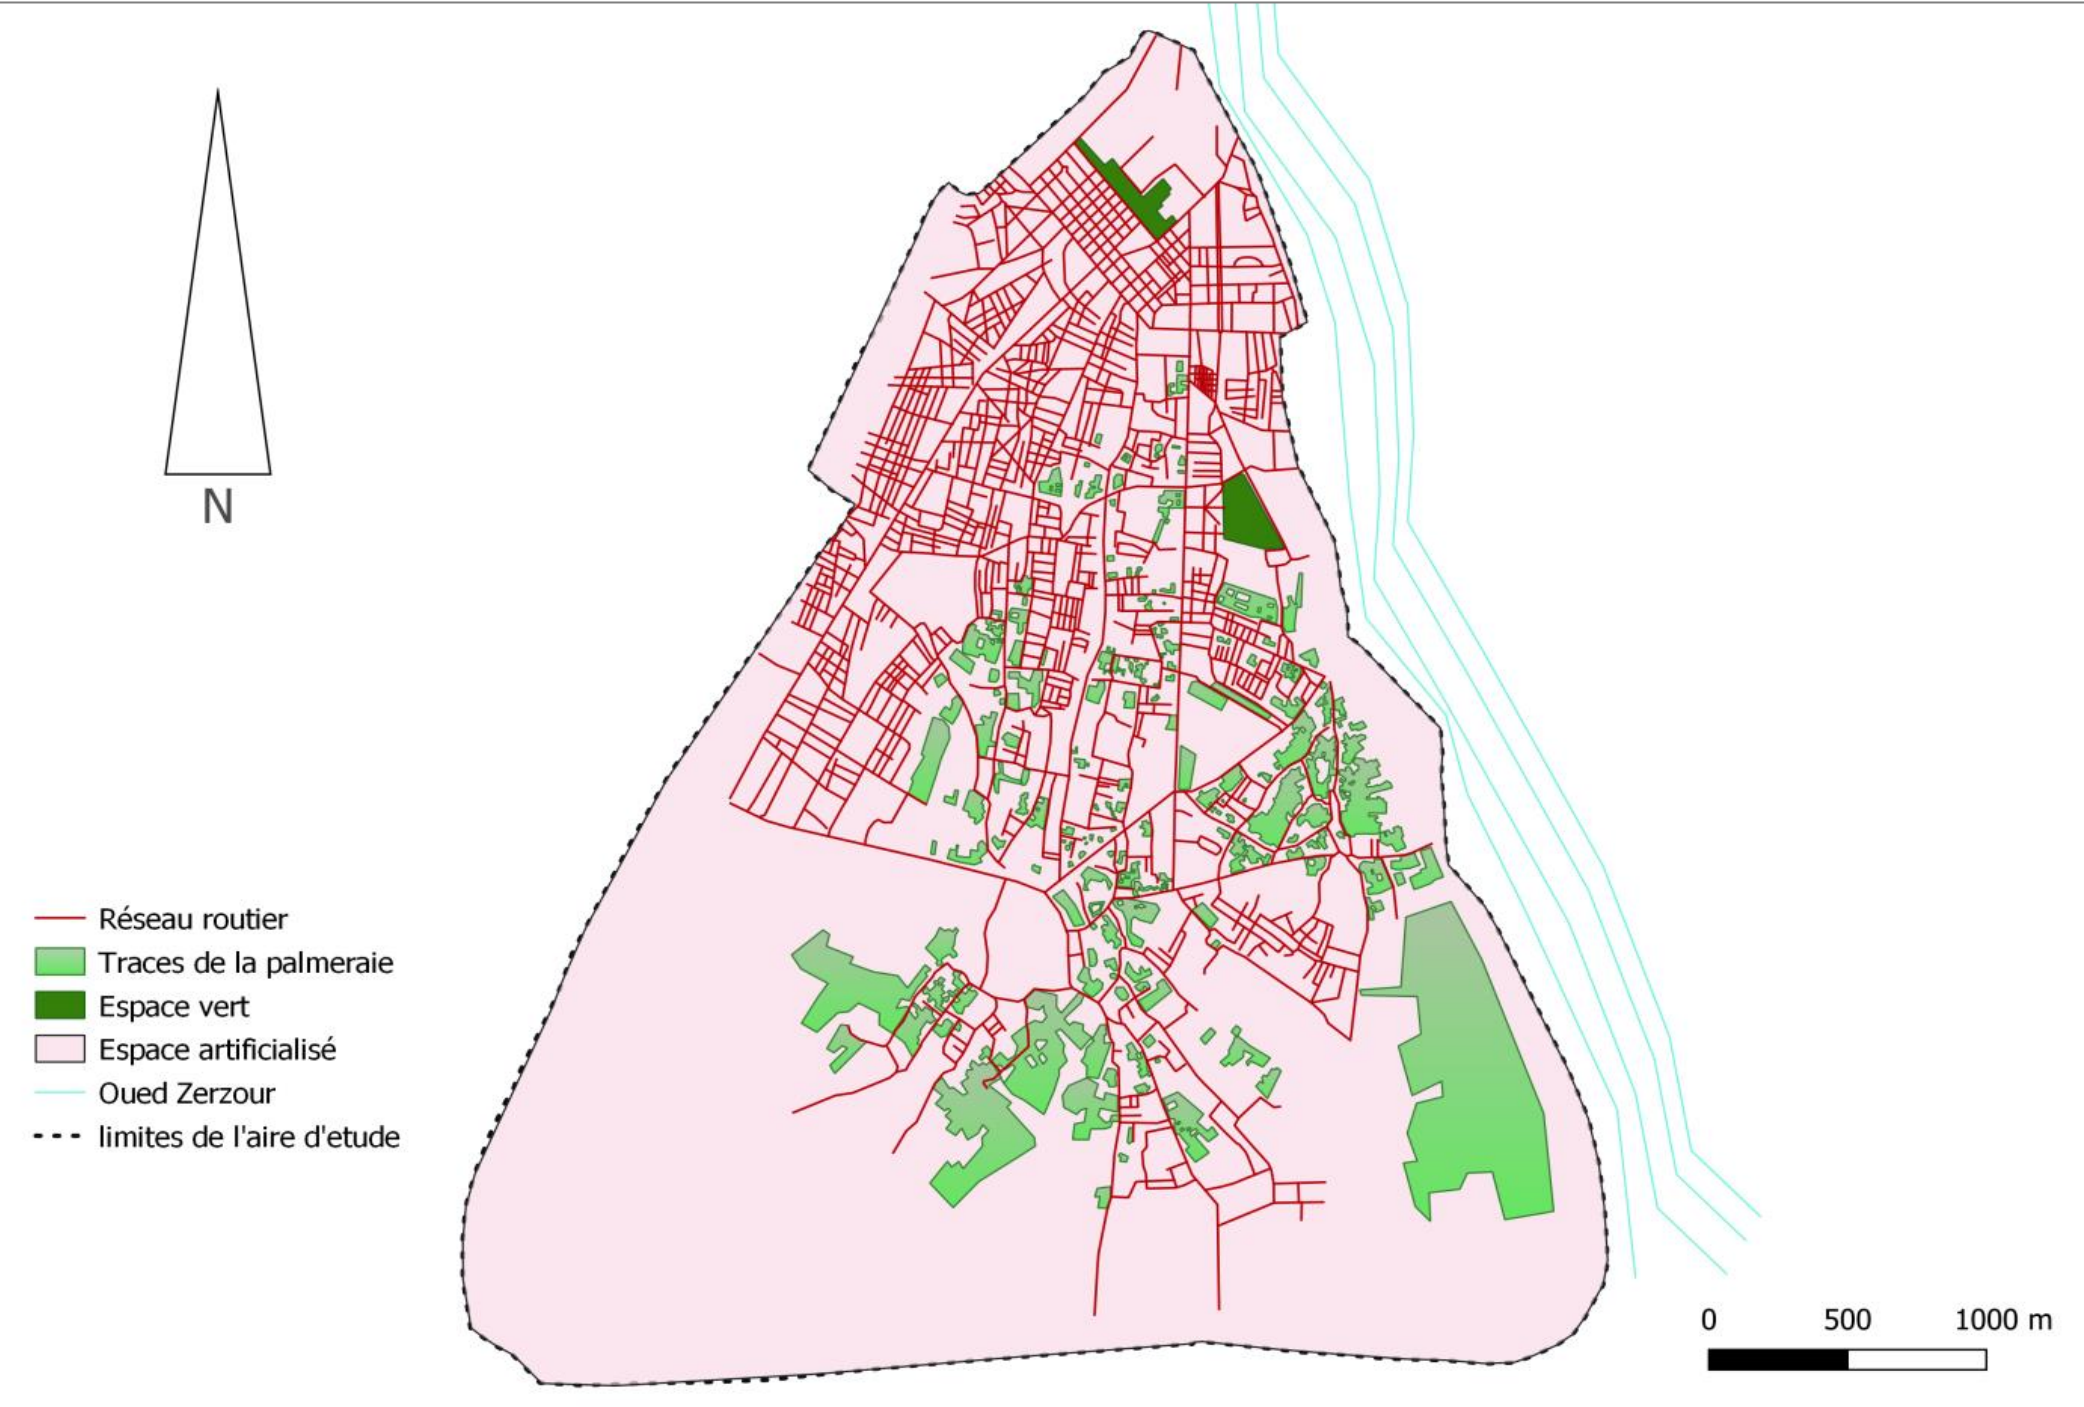 N
Réseau routier
Traces de la palmeraie
Espace vert
Espace artificialisé
Oued Zerzour
limites de l'aire d'etude
0 500 1000 m